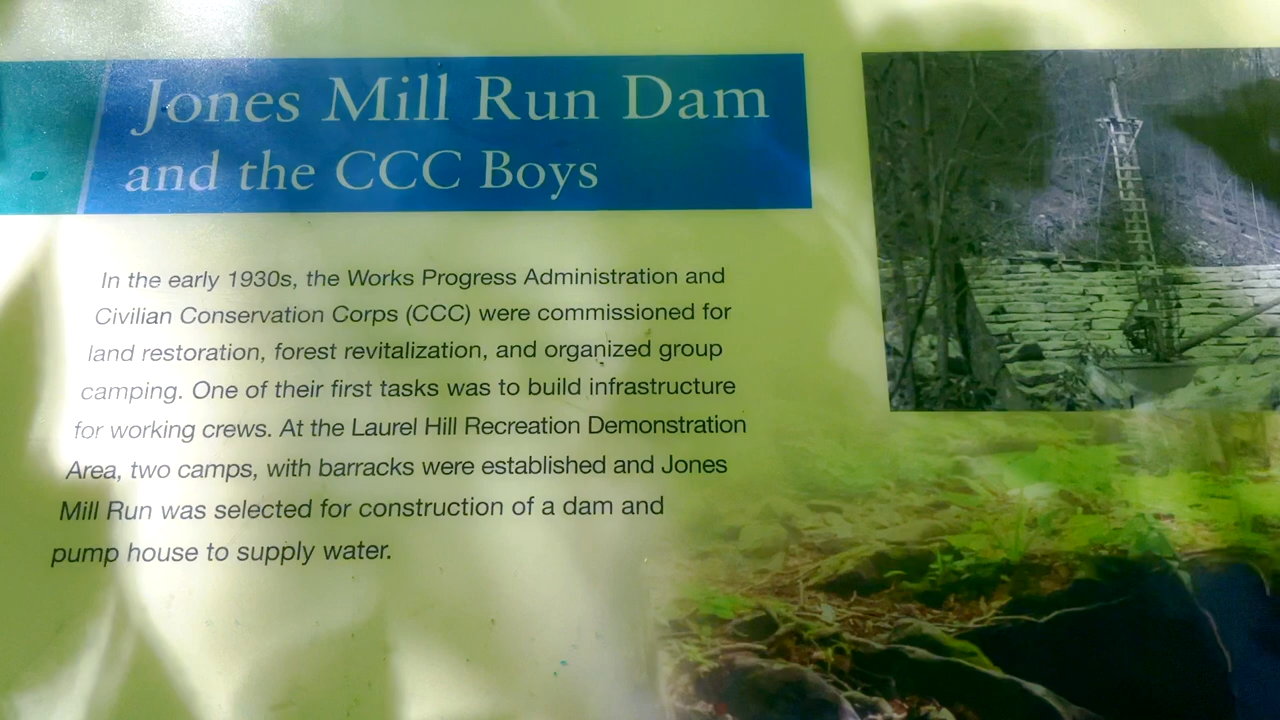 Jones Mill Run Dam
and the CCC Boys
In the early 1930s, the Works Progress Administration and
Civilian Conservation Corps (CCC) were commissioned for
land restoration, forest revitalization, and organized group
camping. One of their first tasks was to build infrastructure
for working crews. At the Laurel Hill Recreation Demonstration
Area, two camps, with barracks were established and Jones
Mill Run was selected for construction of a dam and
pump house to supply water.